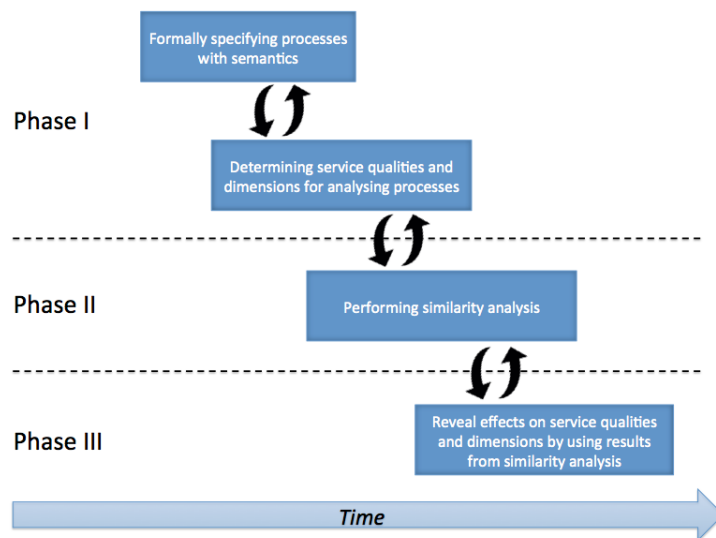 Formally specifying processes
with semantics
Phase I
Determining service qualities and
dimensions for analysing processes
Phase II
Performing similarity analysis
Phase III
Reveal effects on service qualities
and dimensions by using results
from similarity analysis
Time